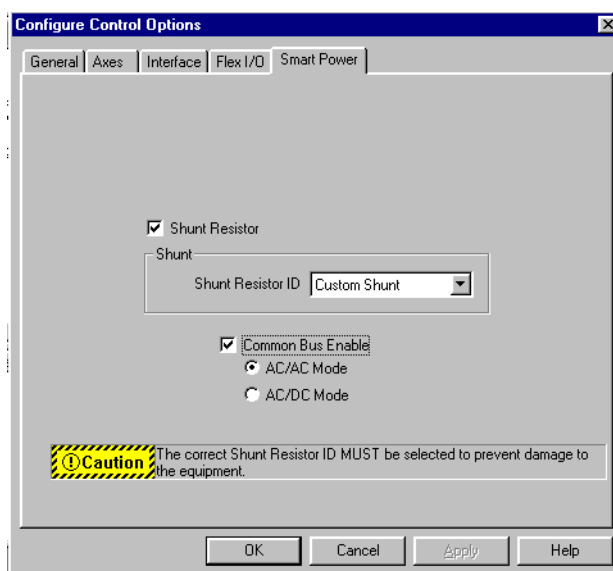 Configure Control Options
General Axes Interface Flex I/O Smart Power
Shunt Resistor
Shunt
Shunt Resistor ID Custom Shunt
Common Bus Enable
AC/AC Mode
AC/DC Mode
Caution The correct Shunt Resistor ID MUST be selected to prevent damage to
the equipment.
OK Cancel Apply Help